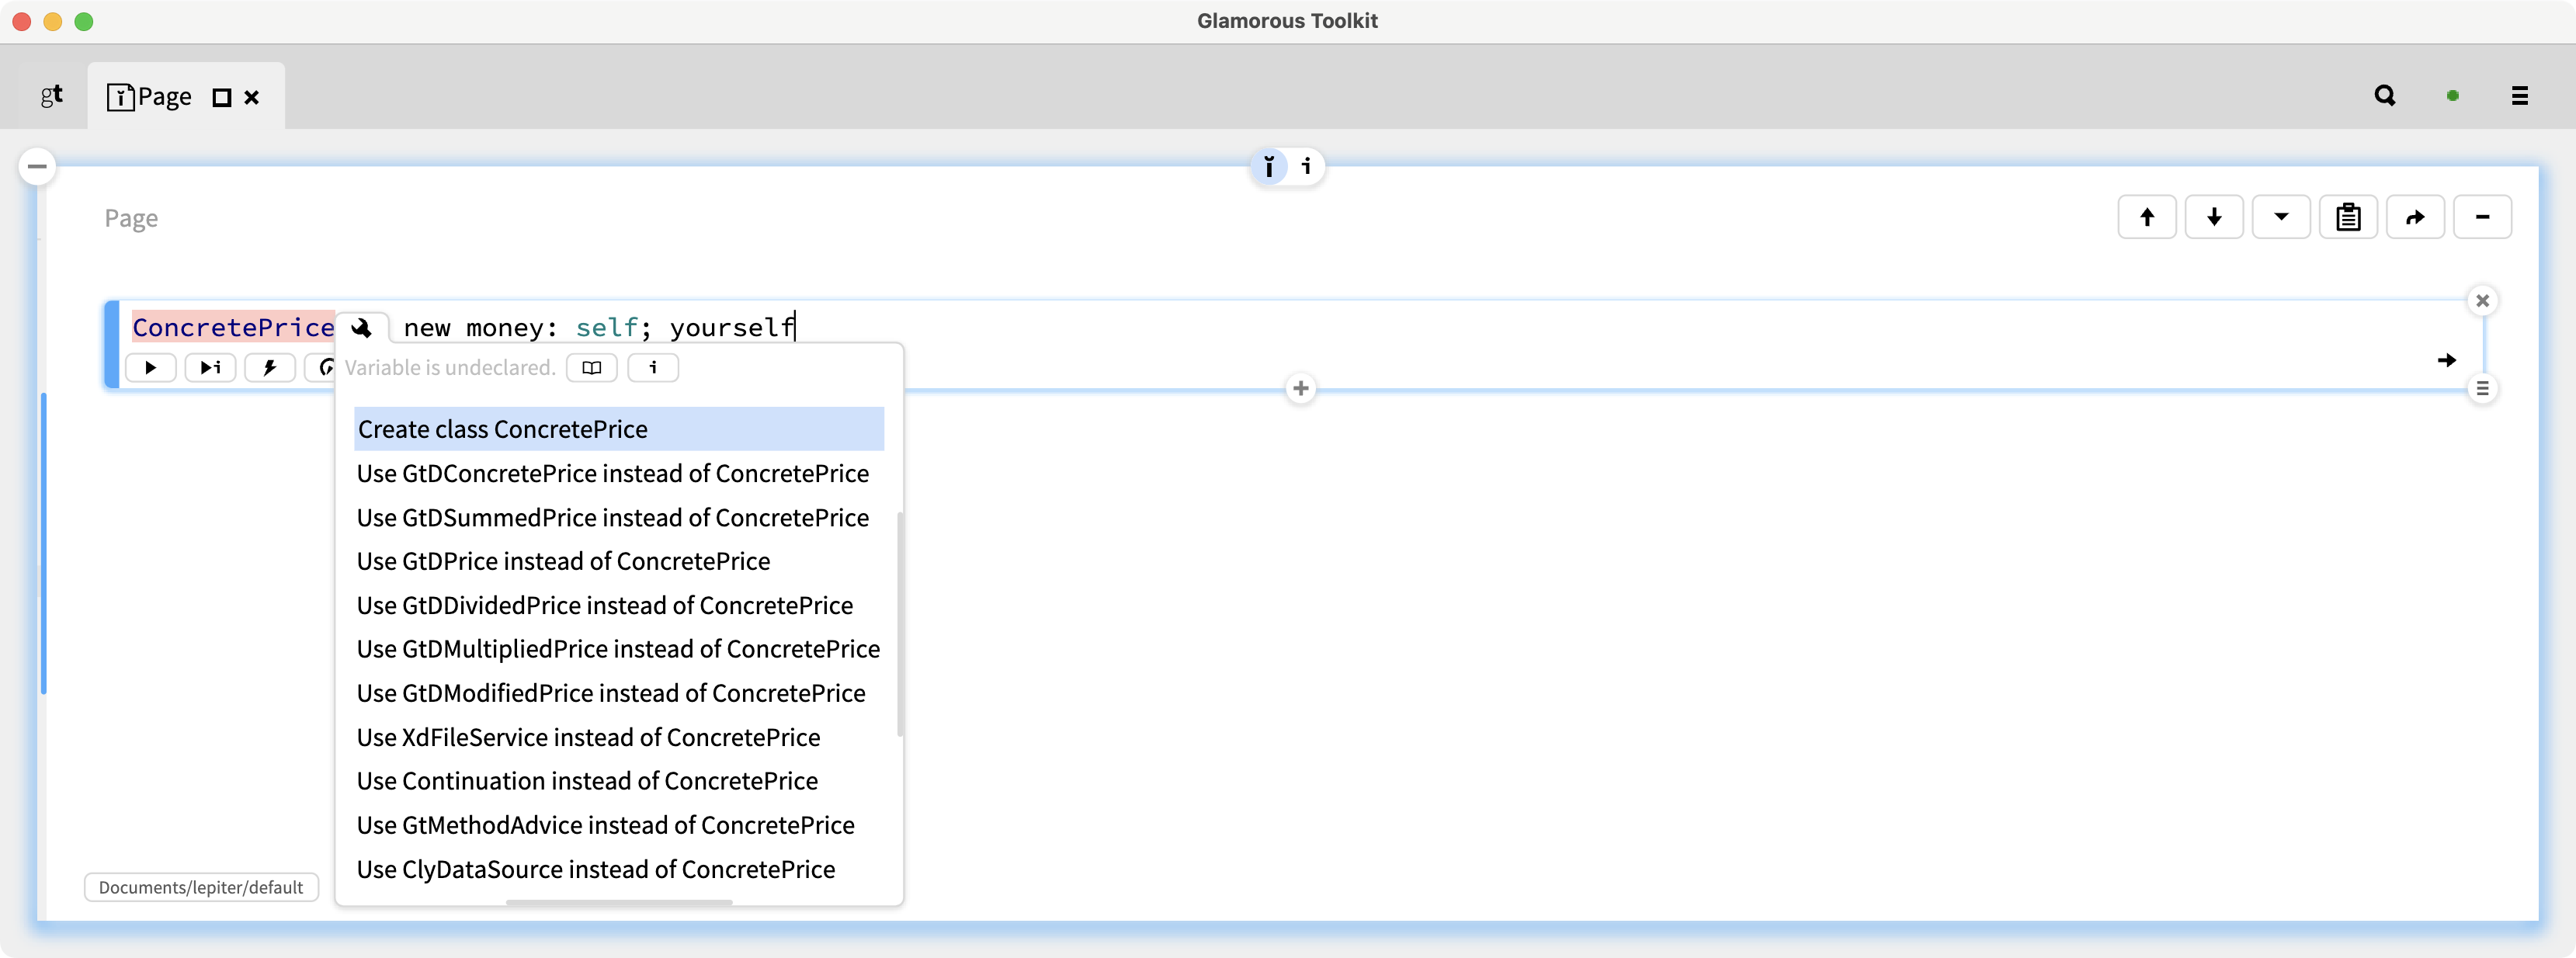 Glamorous Toolkit
gt
Page
Page
ConcretePrice new money: self; yourself
Variable is undeclared.
Create class ConcretePrice
Use GtDConcretePrice instead of ConcretePrice
Use GtDSummedPrice instead of ConcretePrice
Use GtDPrice instead of ConcretePrice
Use GtDDividedPrice instead of ConcretePrice
Use GtDMultipliedPrice instead of ConcretePrice
Use GtDModifiedPrice instead of ConcretePrice
Use XdFileService instead of ConcretePrice
Use Continuation instead of ConcretePrice
Use GtMethodAdvice instead of ConcretePrice
Use ClyDataSource instead of ConcretePrice
Documents/lepiter/default